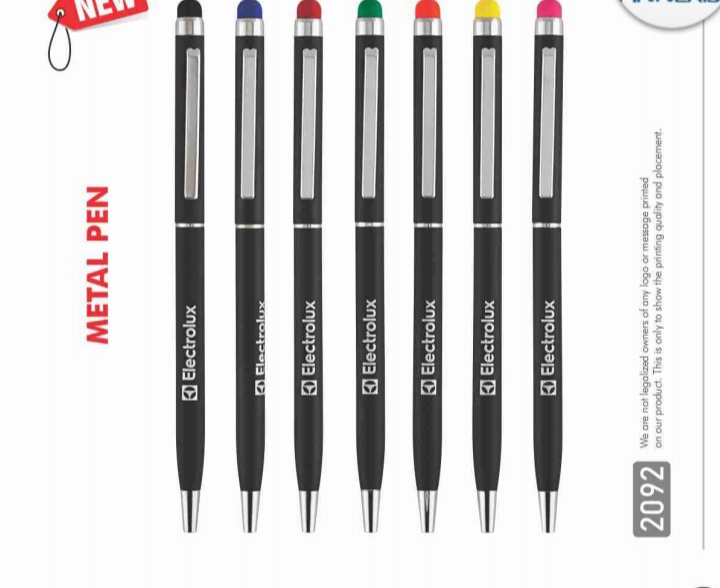 NEW
METAL PEN
Electrolux
Electrolux
Electrolux
Electrolux
Electrolux
Electrolux
Electrolux
We are not legalized owners of any logo or message printed
on our product. This is only to show the printing quality and placement.
2092